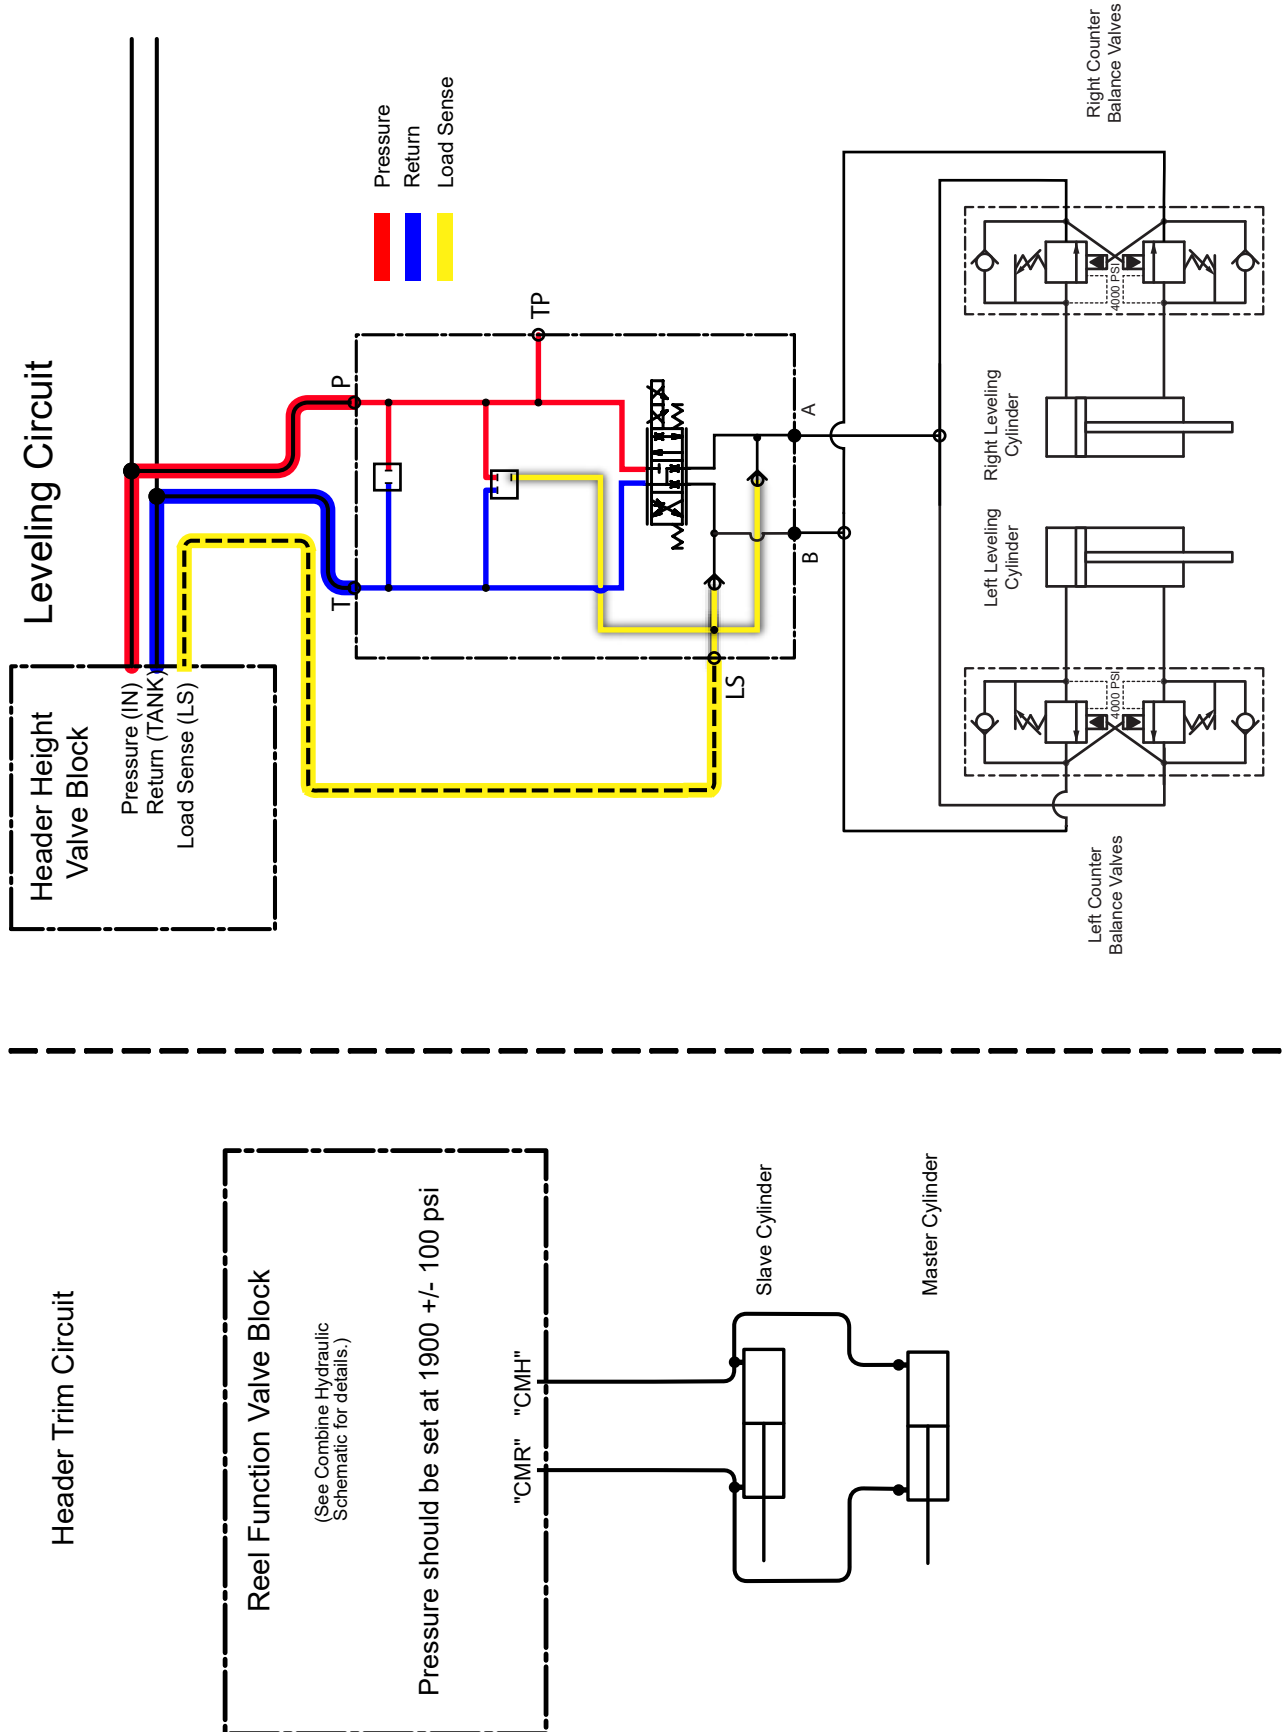 Header Trim Circuit
Reel Function Valve Block
(See Combine Hydraulic
Schematic for details.)
Pressure should be set at 1900 +/- 100 psi
"CMR"
"CMH"
Slave Cylinder
Master Cylinder
Leveling Circuit
Header Height
Valve Block
Pressure (IN)
Return (TANK)
Load Sense (LS)
Pressure
Return
Load Sense
T
P
TP
LS
B
A
Left Leveling
Cylinder
Right Leveling
Cylinder
4000 PSI
4000 PSI
Left Counter
Balance Valves
Right Counter
Balance Valves